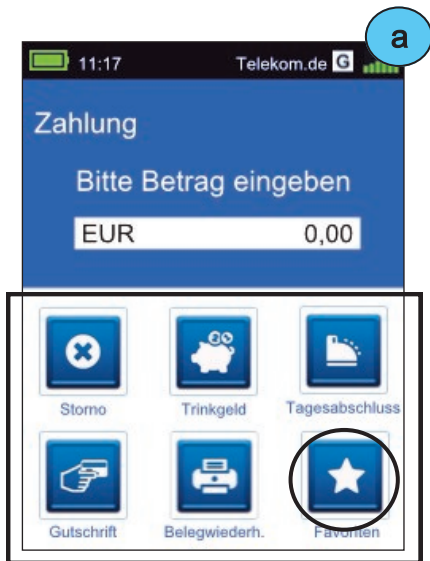 a
11:17 Telekom.de G
Zahlung
Bitte Betrag eingeben
EUR 0,00
Storno Trinkgeld Tagesabschluss
Gutschrift Belegwiederh. Favoriten